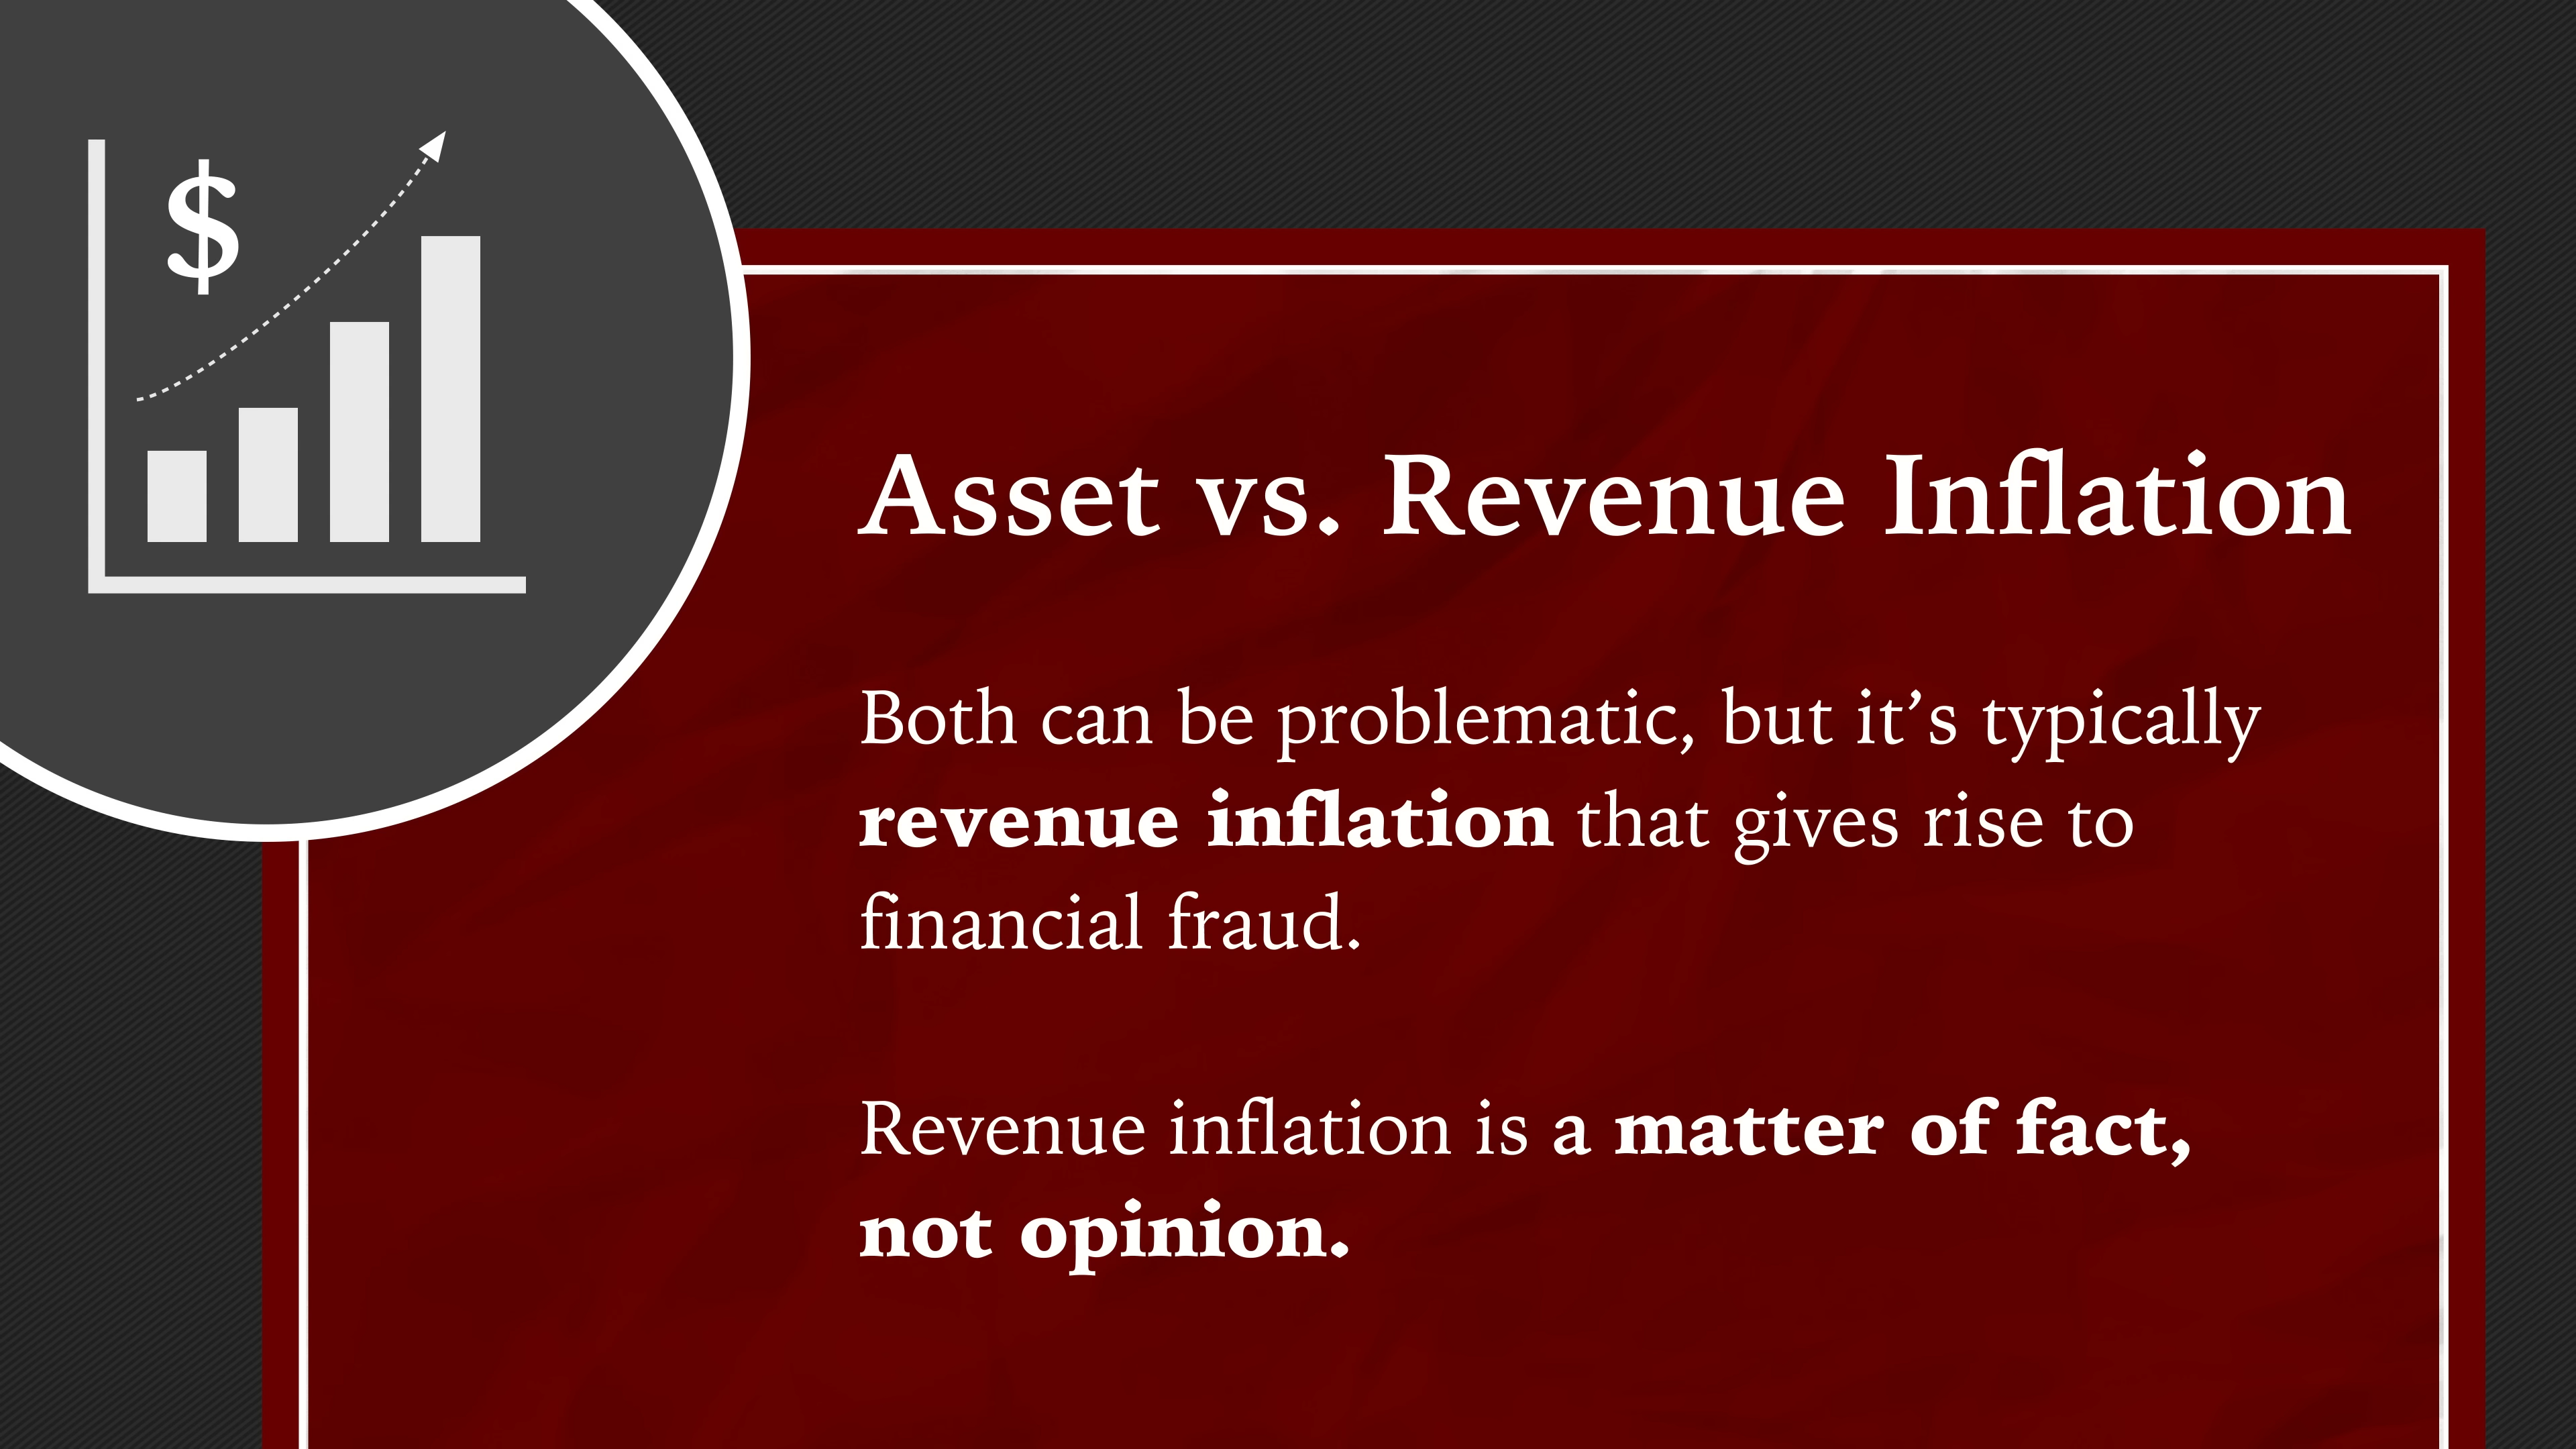 $
Asset vs. Revenue Inflation
Both can be problematic, but it’s typically
revenue inflation that gives rise to
financial fraud.
Revenue inflation is a matter of fact,
not opinion.